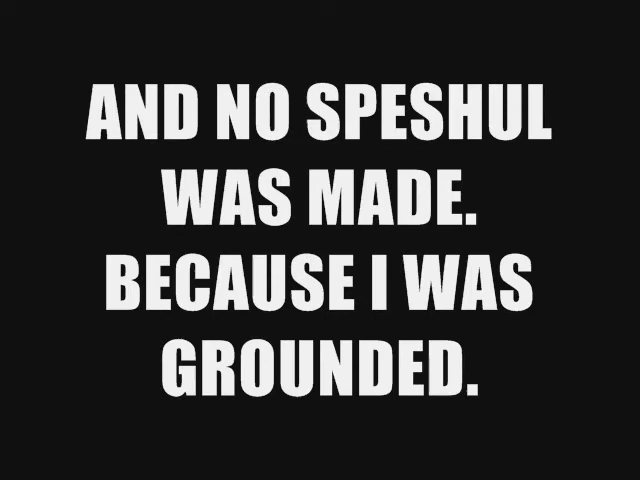 AND NO SPESHUL
WAS MADE.
BECAUSE I WAS
GROUNDED.